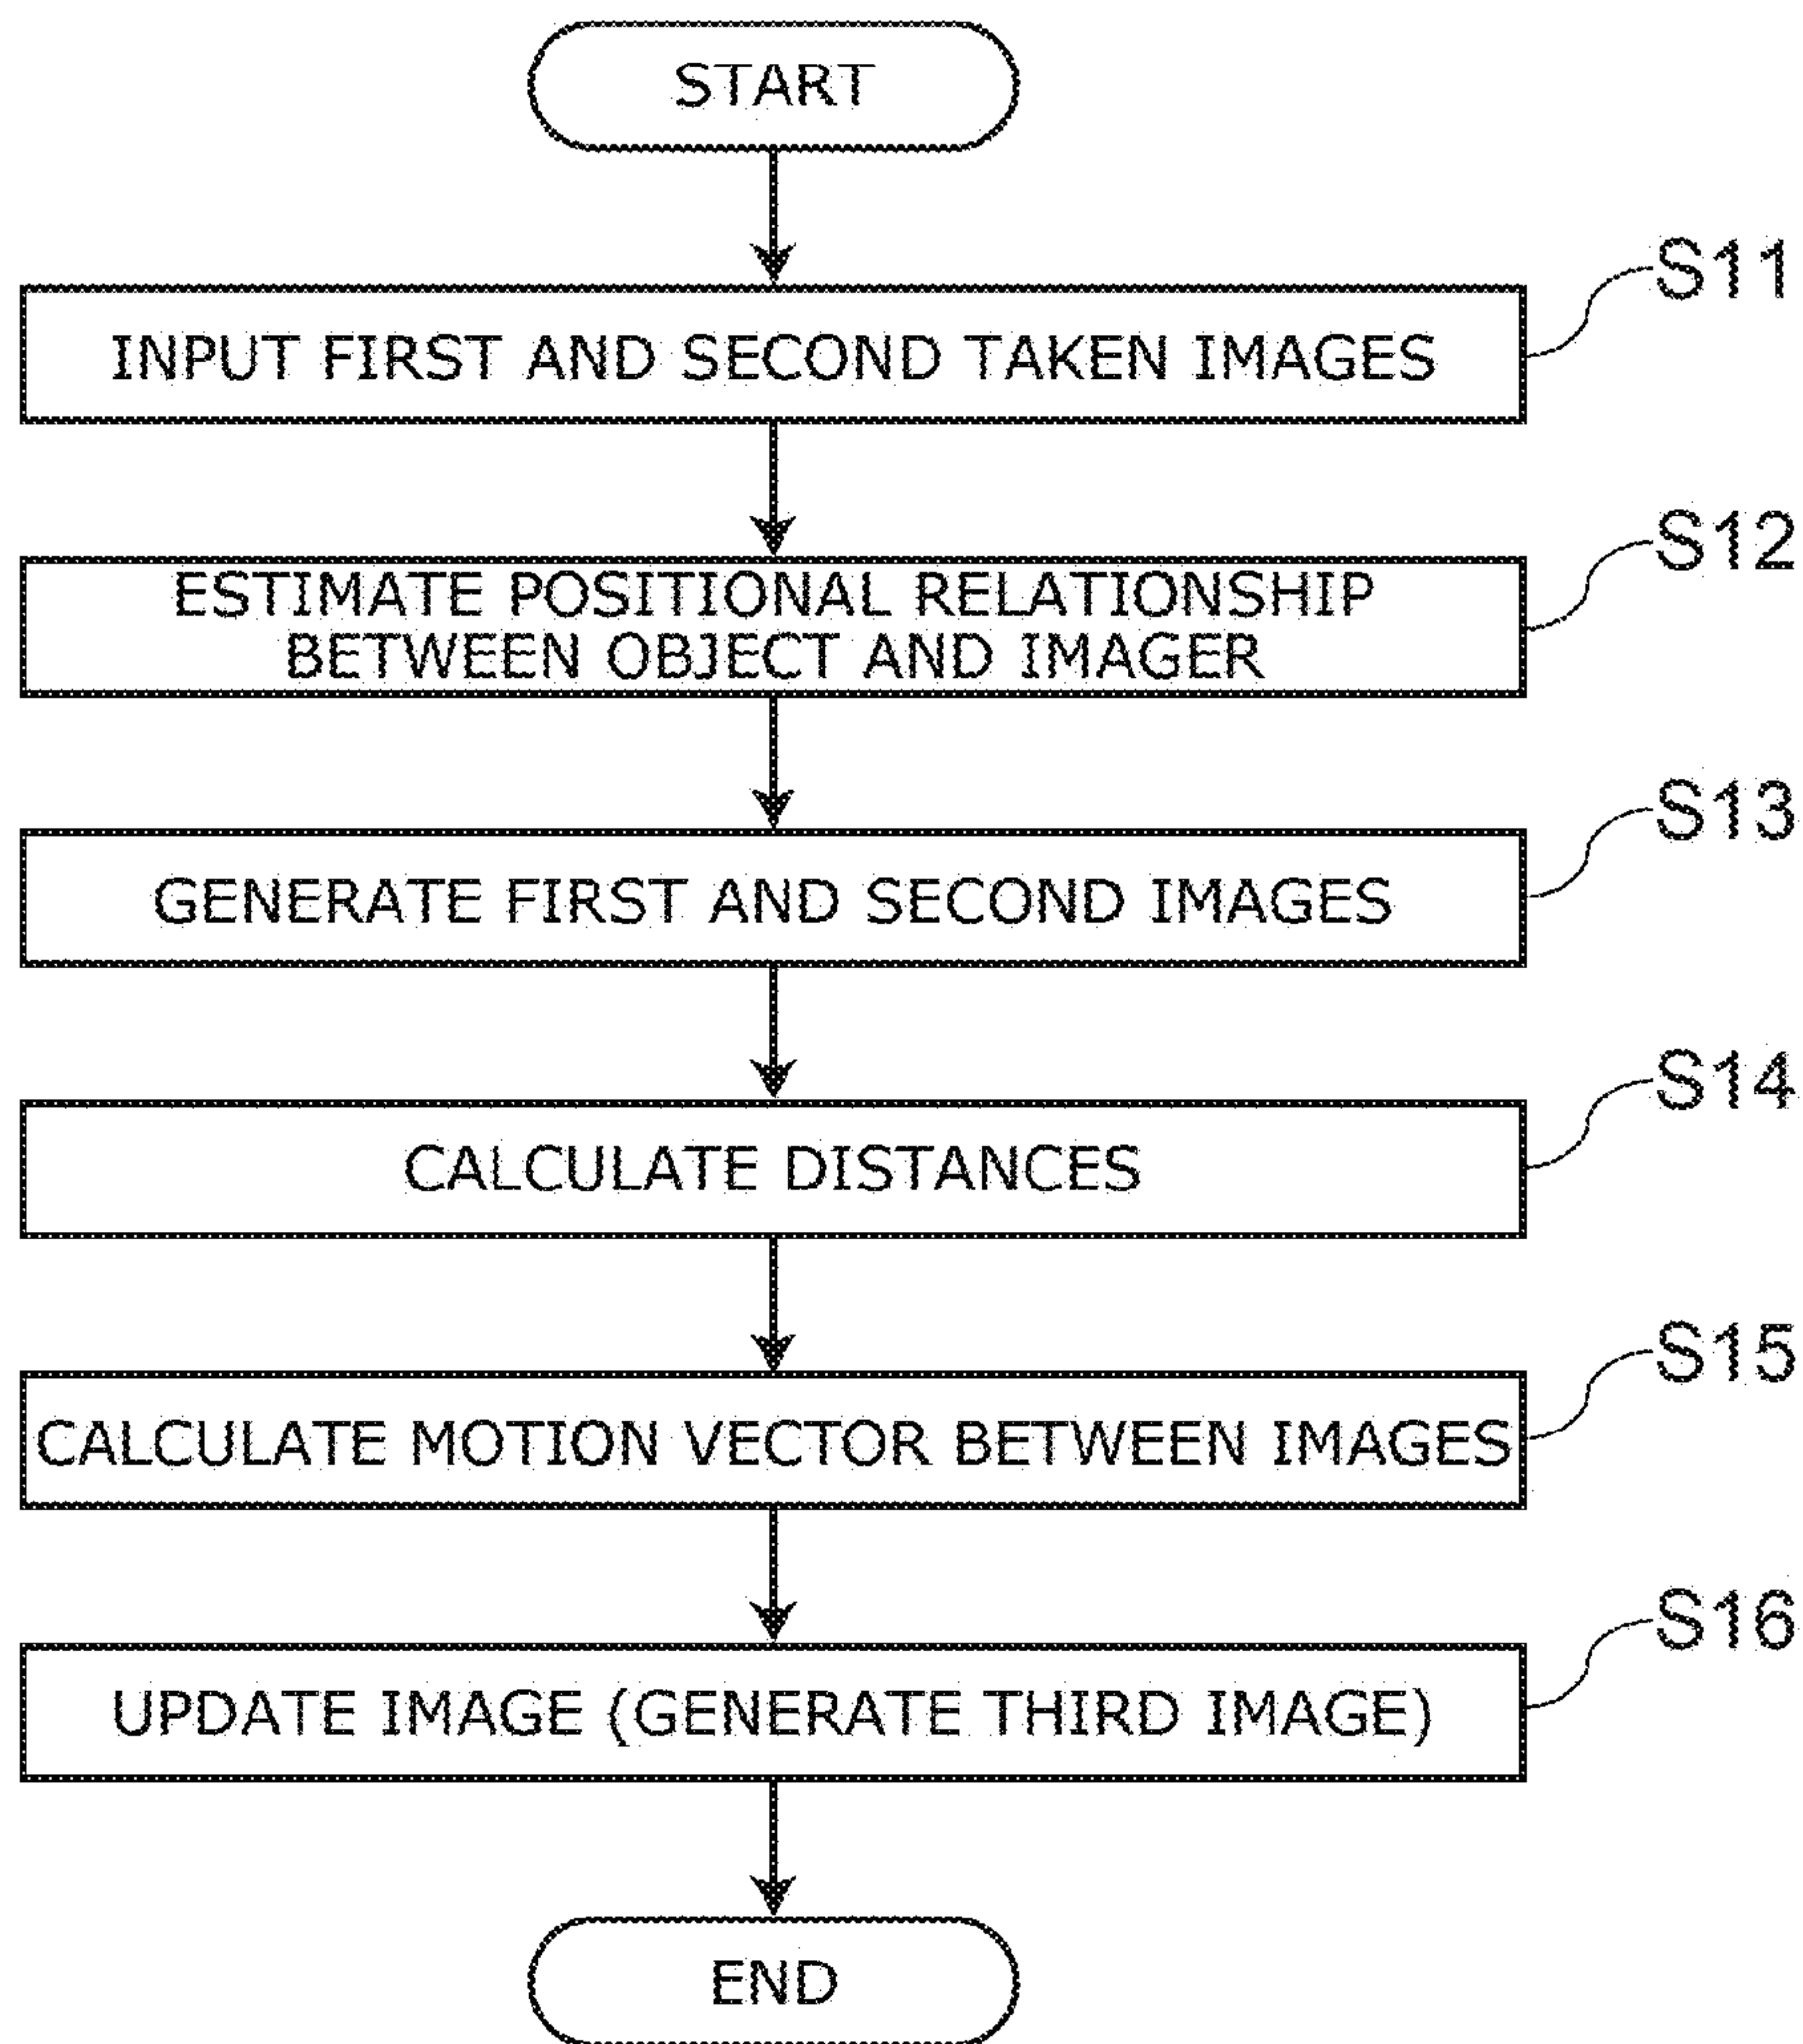 START
S11
INPUT FIRST AND SECOND TAKEN IMAGES
S12
ESTIMATE POSITIONAL RELATIONSHIP
BETWEEN OBJECT AND IMAGER
S13
GENERATE FIRST AND SECOND IMAGES
S14
CALCULATE DISTANCES
S15
CALCULATE MOTION VECTOR BETWEEN IMAGES
S16
UPDATE IMAGE (GENERATE THIRD IMAGE)
END